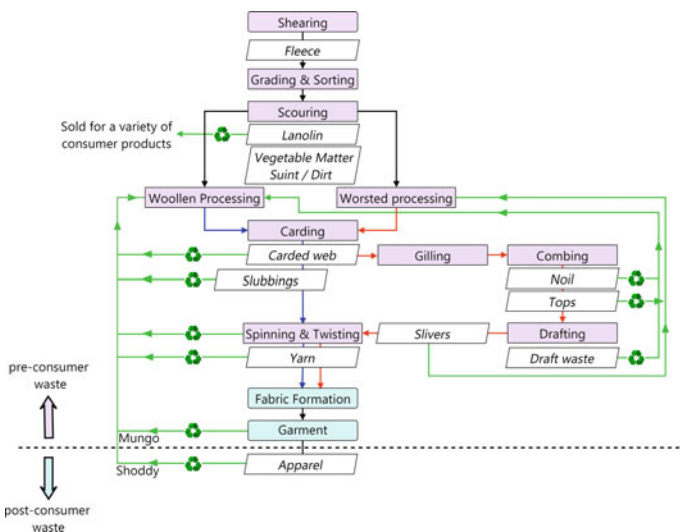 Shearing
Fleece
Grading & Sorting
Scouring
Sold for a variety of
consumer products
Lanolin
Vegetable Matter
Suint / Dirt
Woollen Processing
Worsted processing
Carding
Carded web
Gilling
Combing
Slubbings
Noil
Tops
Spinning & Twisting
Slivers
Drafting
Yarn
Draft waste
pre-consumer
waste
Fabric Formation
Garment
Mungo
Shoddy
Apparel
post-consumer
waste